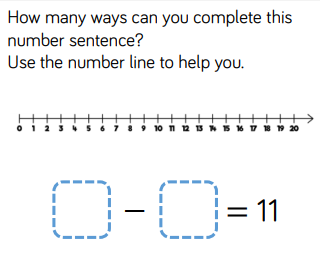 How many ways can you complete this
number sentence?
Use the number line to help you.
0 1 2 3 4 5 6 7 8 9 10 11 12 13 14 15 16 17 18 19 20
− = 11